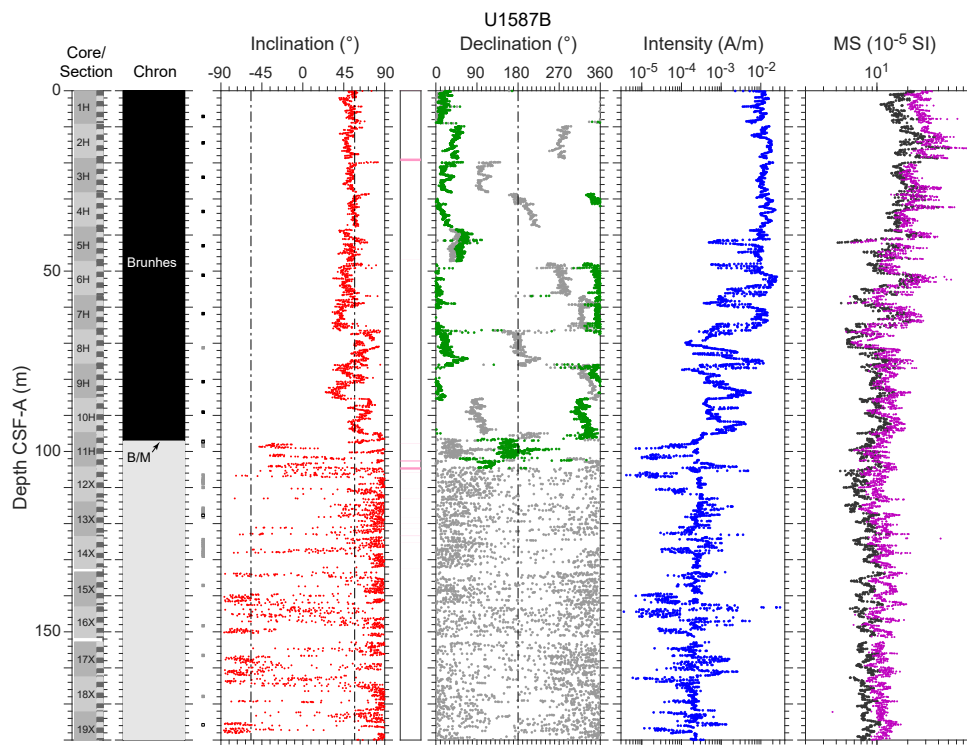 U1587B
Core/
Section
Chron
Inclination (°)
Declination (°)
Intensity (A/m)
MS (10⁻⁵ SI)
-90 -45 0 45 90
0 90 180 270 360
10⁻⁵ 10⁻⁴ 10⁻³ 10⁻²
10¹
Depth CSF-A (m)
0
50
100
150
1H
2H
3H
4H
5H
6H
7H
8H
9H
10H
11H
12X
13X
14X
15X
16X
17X
18X
19X
Brunhes
B/M